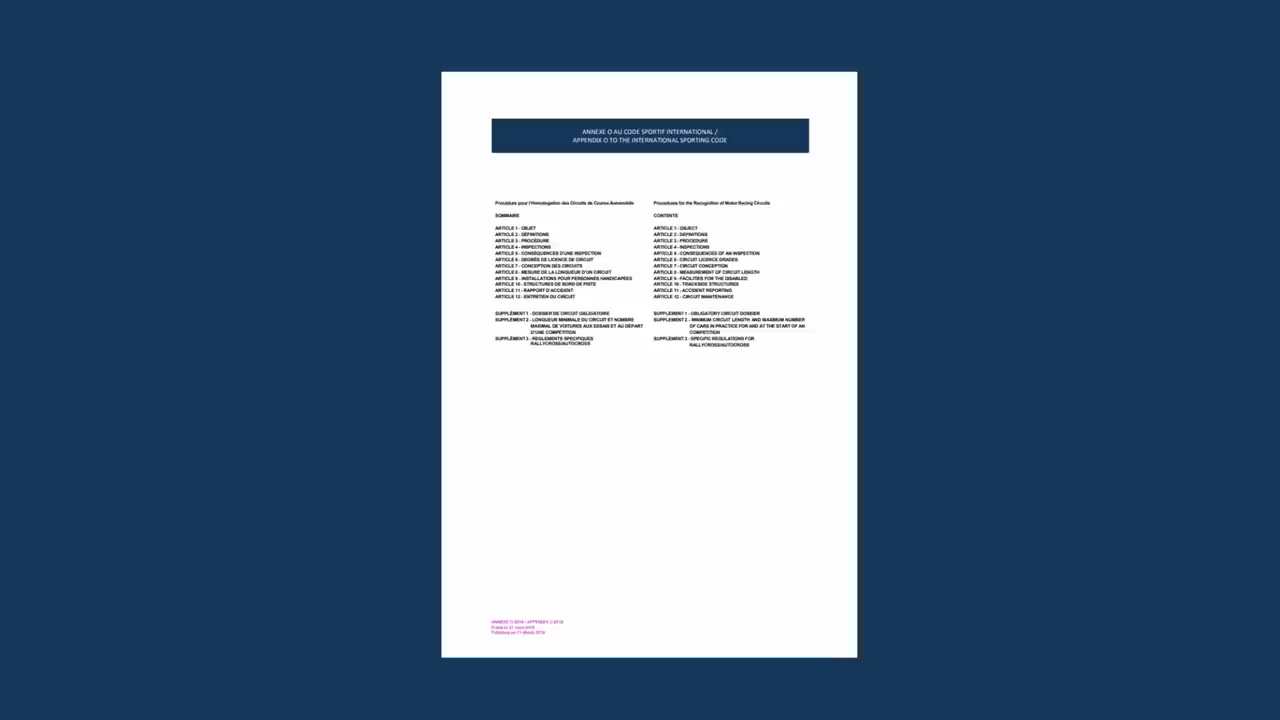 ANNEXE O AU CODE SPORTIF INTERNATIONAL /
APPENDIX O TO THE INTERNATIONAL SPORTING CODE
Procédure pour l'Homologation des Circuits de Course Automobile
SOMMAIRE
ARTICLE 1 - OBJET
ARTICLE 2 - DÉFINITIONS
ARTICLE 3 - PROCÉDURE
ARTICLE 4 - INSPECTIONS
ARTICLE 5 - CONSÉQUENCES D'UNE INSPECTION
ARTICLE 6 - DEGRÉS DE LICENCE DE CIRCUIT
ARTICLE 7 - CONCEPTION DES CIRCUITS
ARTICLE 8 - MESURE DE LA LONGUEUR D'UN CIRCUIT
ARTICLE 9 - INSTALLATIONS POUR PERSONNES HANDICAPÉES
ARTICLE 10 - STRUCTURES DE BORD DE PISTE
ARTICLE 11 - RAPPORT D'ACCIDENT
ARTICLE 12 - ENTRETIEN DU CIRCUIT
SUPPLÉMENT 1 - DOSSIER DE CIRCUIT OBLIGATOIRE
SUPPLÉMENT 2 - LONGUEUR MINIMALE DU CIRCUIT ET NOMBRE
MAXIMAL DE VOITURES AUX ESSAIS ET AU DÉPART
D'UNE COMPÉTITION
SUPPLÉMENT 3 - RÈGLEMENTS SPÉCIFIQUES
RALLYCROSS/AUTOCROSS
Procedures for the Recognition of Motor Racing Circuits
CONTENTS
ARTICLE 1 - OBJECT
ARTICLE 2 - DEFINITIONS
ARTICLE 3 - PROCEDURE
ARTICLE 4 - INSPECTIONS
ARTICLE 5 - CONSEQUENCES OF AN INSPECTION
ARTICLE 6 - CIRCUIT LICENCE GRADES
ARTICLE 7 - CIRCUIT CONCEPTION
ARTICLE 8 - MEASUREMENT OF CIRCUIT LENGTH
ARTICLE 9 - FACILITIES FOR THE DISABLED
ARTICLE 10 - TRACKSIDE STRUCTURES
ARTICLE 11 - ACCIDENT REPORTING
ARTICLE 12 - CIRCUIT MAINTENANCE
SUPPLEMENT 1 - OBLIGATORY CIRCUIT DOSSIER
SUPPLEMENT 2 - MINIMUM CIRCUIT LENGTH AND MAXIMUM NUMBER
OF CARS IN PRACTICE FOR AND AT THE START OF AN
COMPETITION
SUPPLEMENT 3 - SPECIFIC REGULATIONS FOR
RALLYCROSS/AUTOCROSS